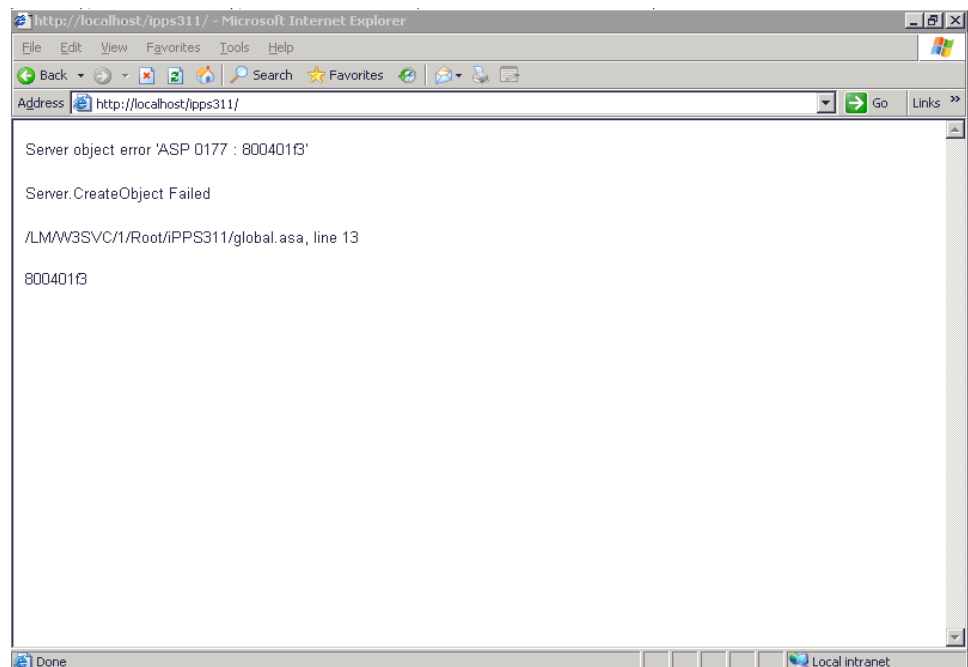 http://localhost/ipps311/ - Microsoft Internet Explorer
File Edit View Favorites Tools Help
Back Search Favorites
Address http://localhost/ipps311/ Go Links »
Server object error 'ASP 0177 : 800401f3'
Server.CreateObject Failed
/LM/W3SVC/1/Root/iPPS311/global.asa, line 13
800401f3
Done Local intranet